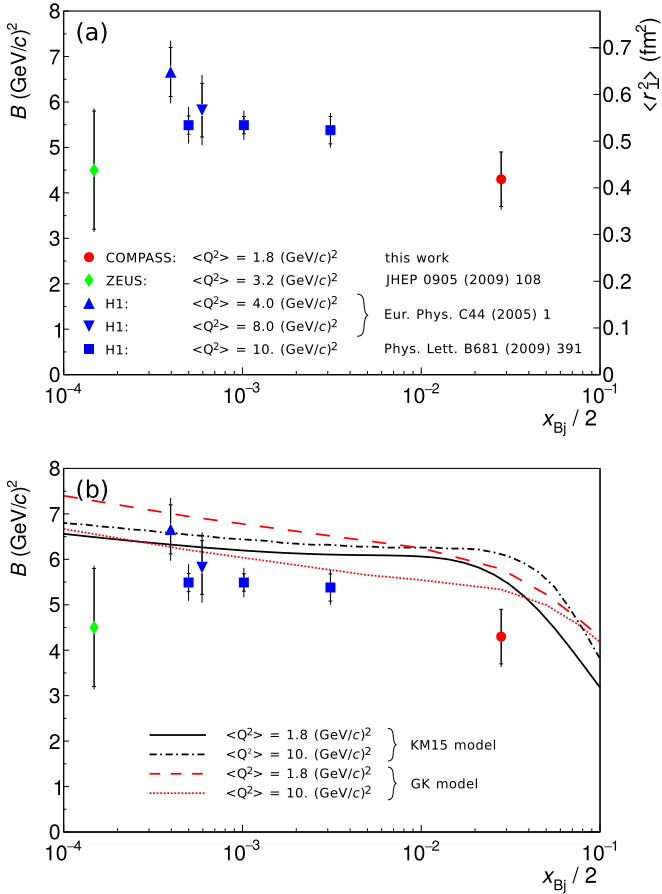 (a)
B (GeV/c)²
<r²⊥> (fm²)
8
7
6
5
4
3
2
1
0
0.7
0.6
0.5
0.4
0.3
0.2
0.1
0
COMPASS: <Q²> = 1.8 (GeV/c)² this work
ZEUS: <Q²> = 3.2 (GeV/c)² JHEP 0905 (2009) 108
H1: <Q²> = 4.0 (GeV/c)²
H1: <Q²> = 8.0 (GeV/c)²
Eur. Phys. C44 (2005) 1
H1: <Q²> = 10. (GeV/c)² Phys. Lett. B681 (2009) 391
10⁻⁴ 10⁻³ 10⁻² 10⁻¹
x_Bj / 2
(b)
B (GeV/c)²
8
7
6
5
4
3
2
1
0
<Q²> = 1.8 (GeV/c)²
<Q²> = 10. (GeV/c)²
KM15 model
<Q²> = 1.8 (GeV/c)²
<Q²> = 10. (GeV/c)²
GK model
10⁻⁴ 10⁻³ 10⁻² 10⁻¹
x_Bj / 2